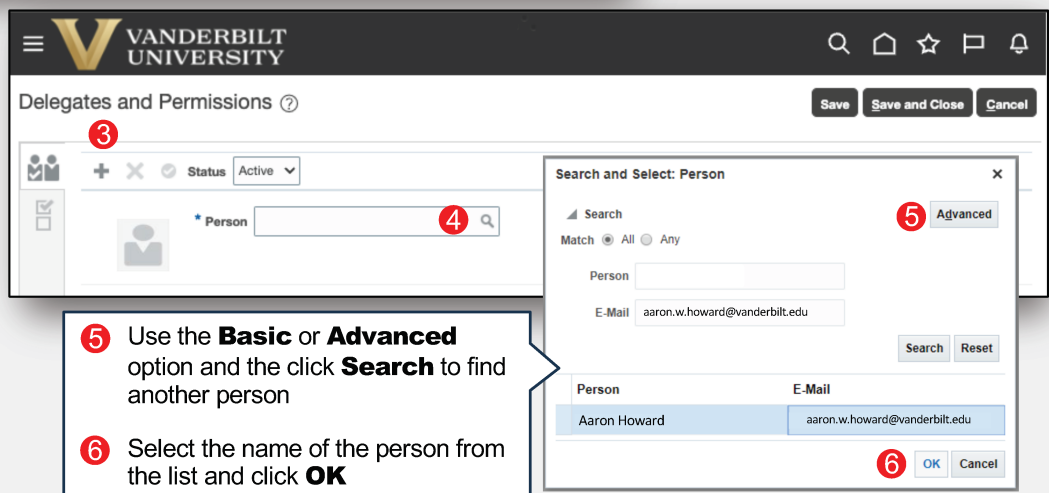 VANDERBILT
UNIVERSITY
Delegates and Permissions ?
Save Save and Close Cancel
3
Status Active
* Person 4
Search and Select: Person ×
Search
5 Advanced
Match All Any
Person
E-Mail aaron.w.howard@vanderbilt.edu
Search Reset
Person E-Mail
Aaron Howard aaron.w.howard@vanderbilt.edu
6 OK Cancel
5 Use the Basic or Advanced
option and the click Search to find
another person
6 Select the name of the person from
the list and click OK